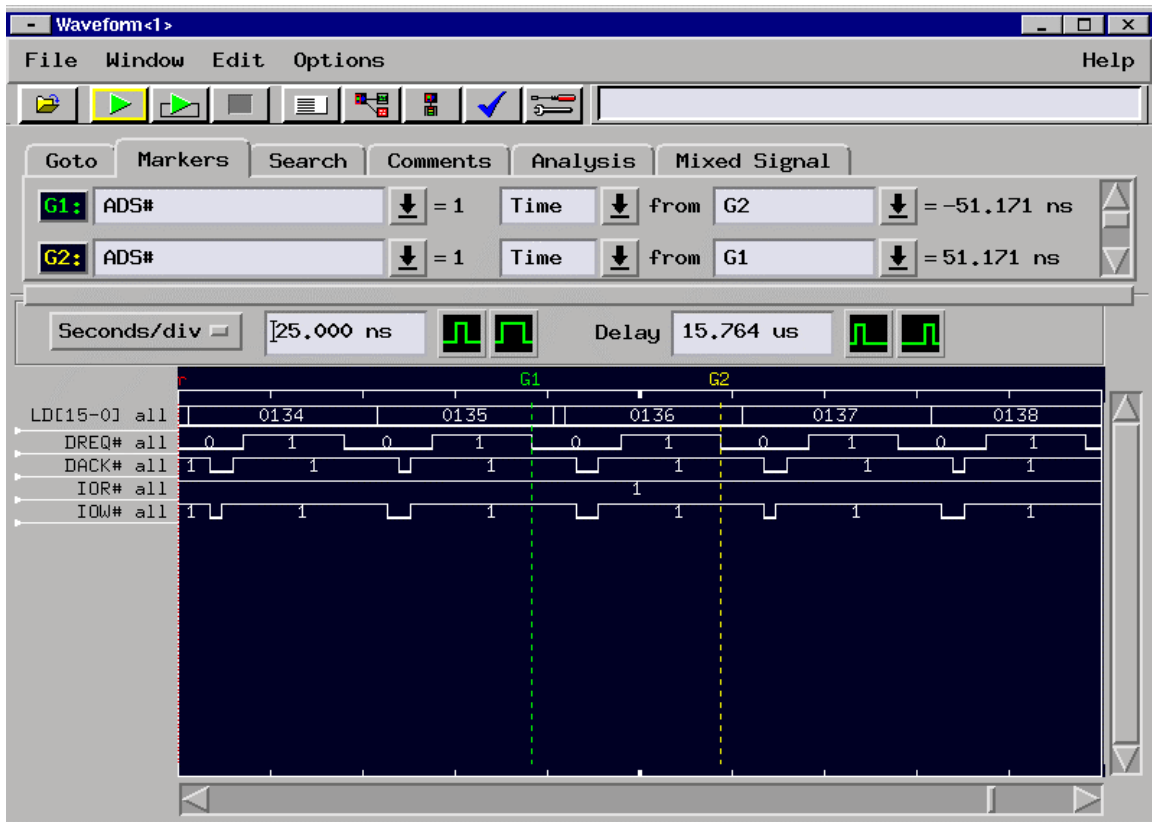 Waveform<1>
File Window Edit Options Help
Goto Markers Search Comments Analysis Mixed Signal
G1: ADS# = 1 Time from G2 = -51.171 ns
G2: ADS# = 1 Time from G1 = 51.171 ns
Seconds/div 25.000 ns Delay 15.764 us
r G1 G2
LD[15-0] all 0134 0135 0136 0137 0138
DREQ# all 0 1 0 1 0 1 0 1 0 1
DACK# all 1 1 1 1 1 1
IOR# all 1
IOW# all 1 1 1 1 1 1